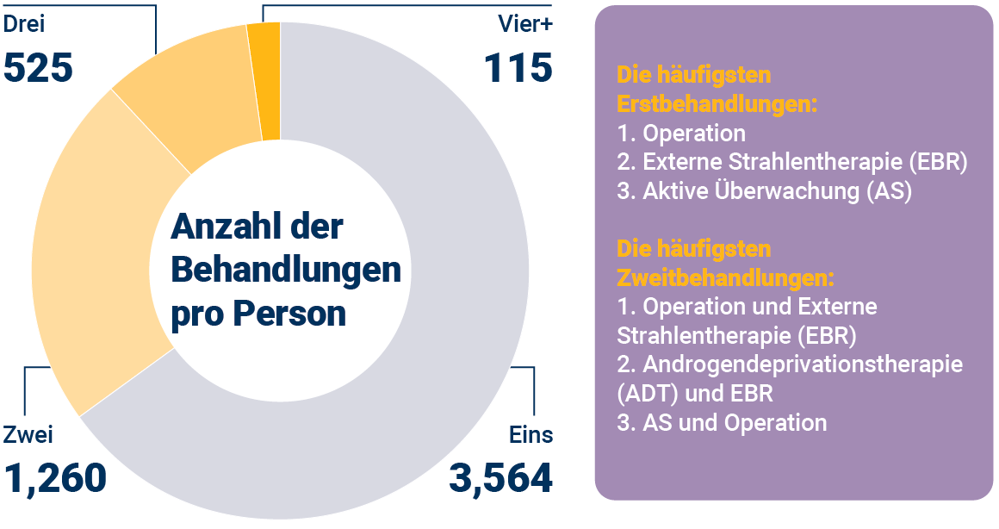 Drei
525
Vier+
115
Anzahl der
Behandlungen
pro Person
Zwei
1,260
Eins
3,564
Die häufigsten
Erstbehandlungen:
1. Operation
2. Externe Strahlentherapie (EBR)
3. Aktive Überwachung (AS)
Die häufigsten
Zweitbehandlungen:
1. Operation und Externe
Strahlentherapie (EBR)
2. Androgendeprivationstherapie
(ADT) und EBR
3. AS und Operation